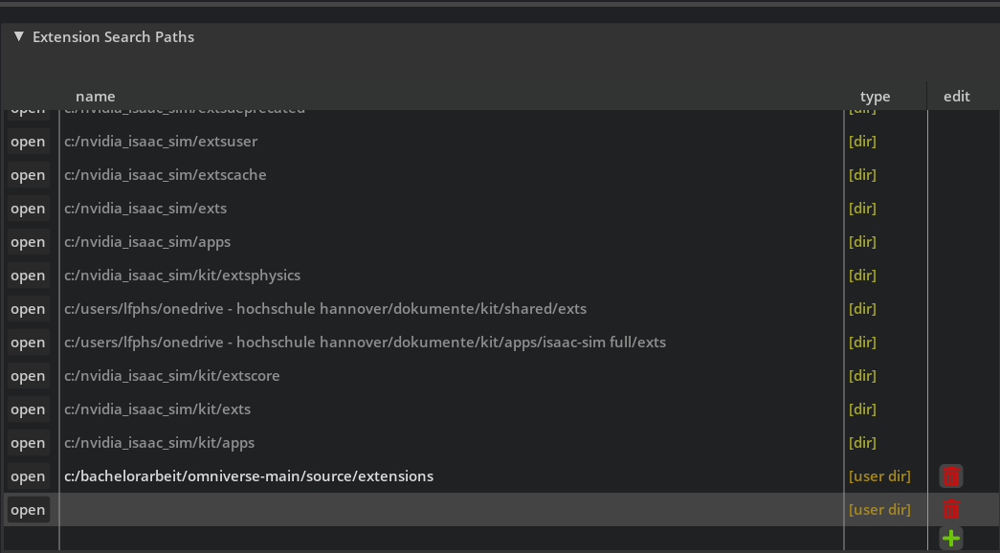 Extension Search Paths
name type edit
open c:/nvidia_isaac_sim/extsdeprecated [dir]
open c:/nvidia_isaac_sim/extsuser [dir]
open c:/nvidia_isaac_sim/extscache [dir]
open c:/nvidia_isaac_sim/exts [dir]
open c:/nvidia_isaac_sim/apps [dir]
open c:/nvidia_isaac_sim/kit/extsphysics [dir]
open c:/users/lfphs/onedrive - hochschule hannover/dokumente/kit/shared/exts [dir]
open c:/users/lfphs/onedrive - hochschule hannover/dokumente/kit/apps/isaac-sim full/exts [dir]
open c:/nvidia_isaac_sim/kit/extscore [dir]
open c:/nvidia_isaac_sim/kit/exts [dir]
open c:/nvidia_isaac_sim/kit/apps [dir]
open c:/bachelorarbeit/omniverse-main/source/extensions [user dir]
open [user dir]